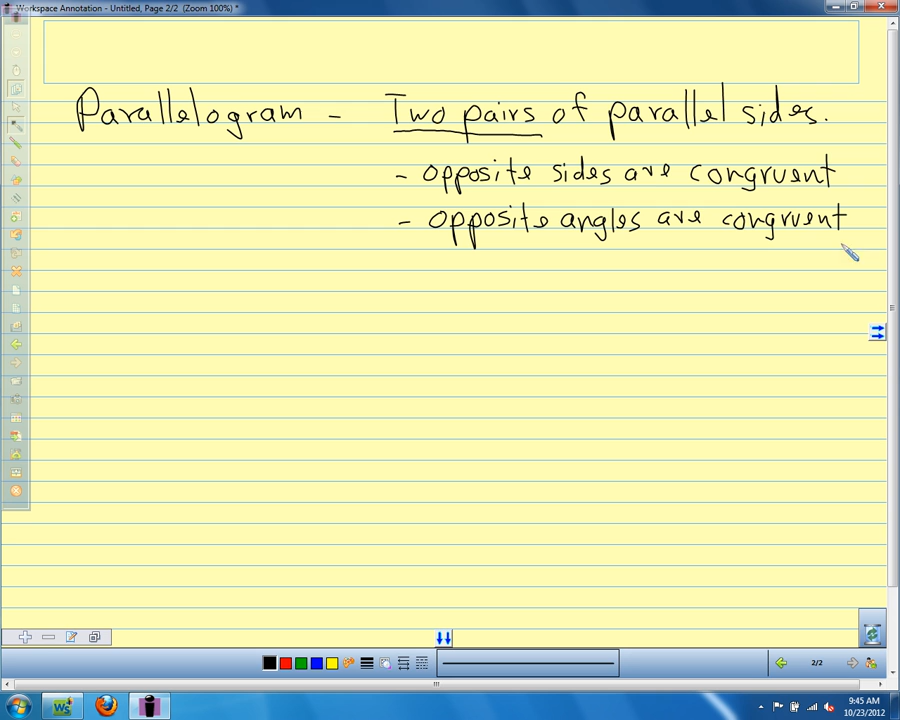 Workspace Annotation - Untitled, Page 2/2 (Zoom 100%) *
Parallelogram - Two pairs of parallel sides.
- opposite sides are congruent
- opposite angles are congruent
2/2
9:45 AM
10/23/2012